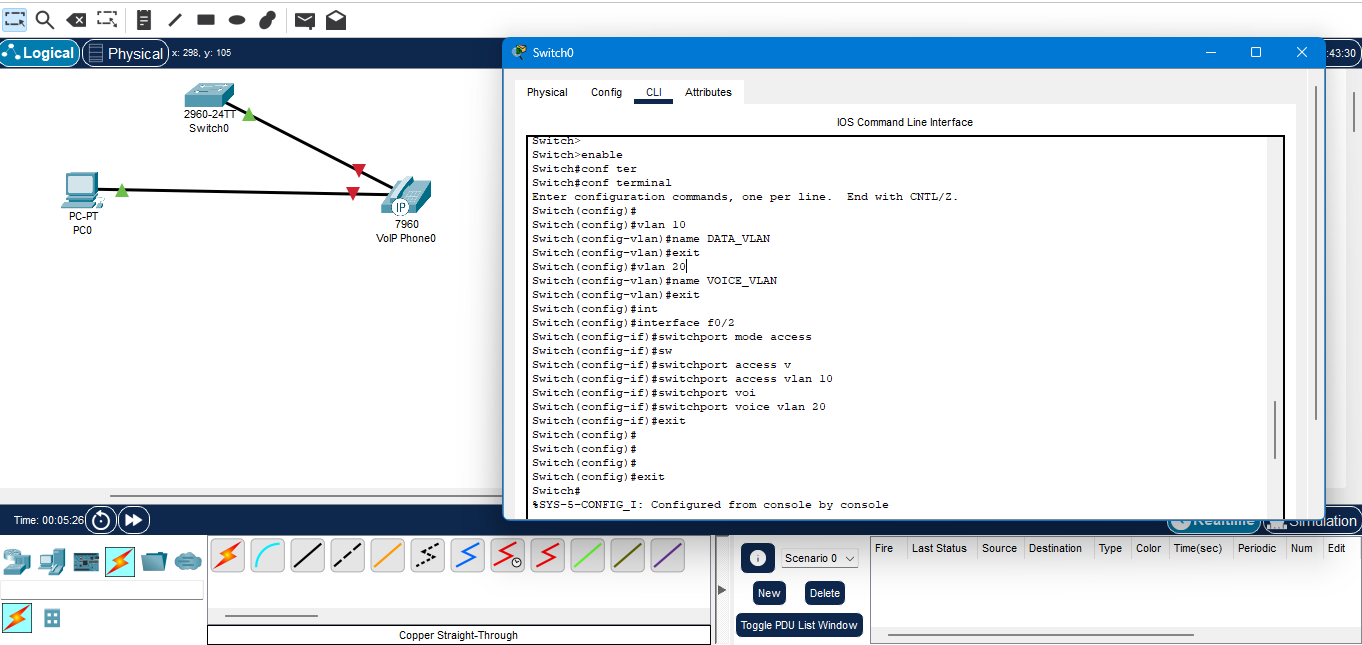 Logical
Physical
x: 298, y: 105
:43:30
2960-24TT
Switch0
PC-PT
PC0
IP
7960
VoIP Phone0
Switch0
Physical
Config
CLI
Attributes
IOS Command Line Interface
Switch>
Switch>enable
Switch#conf ter
Switch#conf terminal
Enter configuration commands, one per line.  End with CNTL/Z.
Switch(config)#
Switch(config)#vlan 10
Switch(config-vlan)#name DATA_VLAN
Switch(config-vlan)#exit
Switch(config)#vlan 20
Switch(config-vlan)#name VOICE_VLAN
Switch(config-vlan)#exit
Switch(config)#int
Switch(config)#interface f0/2
Switch(config-if)#switchport mode access
Switch(config-if)#sw
Switch(config-if)#switchport access v
Switch(config-if)#switchport access vlan 10
Switch(config-if)#switchport voi
Switch(config-if)#switchport voice vlan 20
Switch(config-if)#exit
Switch(config)#
Switch(config)#
Switch(config)#
Switch(config)#exit
Switch#
%SYS-5-CONFIG_I: Configured from console by console
Time: 00:05:26
Realtime
Simulation
Copper Straight-Through
Scenario 0
New
Delete
Toggle PDU List Window
Fire Last Status Source Destination Type Color Time(sec) Periodic Num Edit